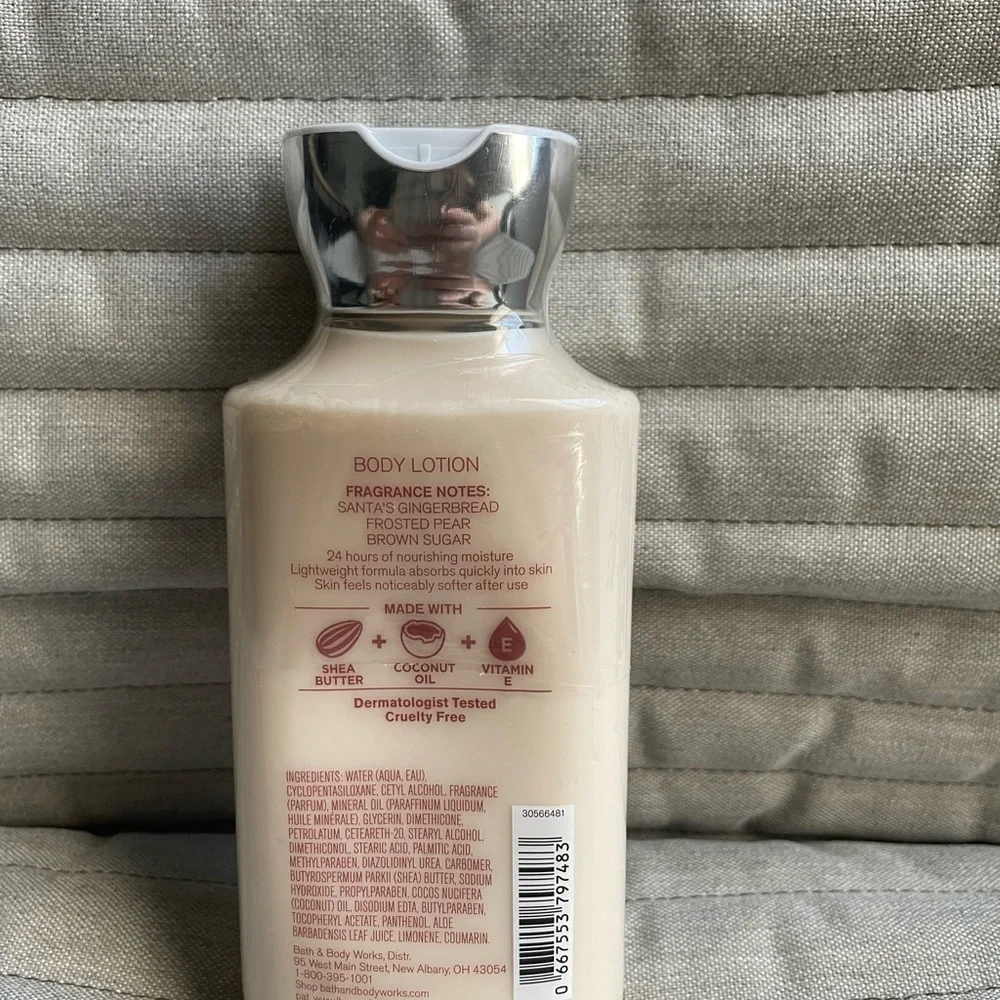 BODY LOTION
FRAGRANCE NOTES:
SANTA'S GINGERBREAD
FROSTED PEAR
BROWN SUGAR
24 hours of nourishing moisture
Lightweight formula absorbs quickly into skin
Skin feels noticeably softer after use
MADE WITH
E
SHEA BUTTER + COCONUT OIL + VITAMIN E
Dermatologist Tested
Cruelty Free
INGREDIENTS: WATER (AQUA, EAU),
CYCLOPENTASILOXANE, CETYL ALCOHOL, FRAGRANCE
(PARFUM), MINERAL OIL (PARAFFINUM LIQUIDUM,
HUILE MINÉRALE), GLYCERIN, DIMETHICONE,
PETROLATUM, CETEARETH-20, STEARYL ALCOHOL,
DIMETHICONOL, STEARIC ACID, PALMITIC ACID,
METHYLPARABEN, DIAZOLIDINYL UREA, CARBOMER,
BUTYROSPERMUM PARKII (SHEA) BUTTER, SODIUM
HYDROXIDE, PROPYLPARABEN, COCOS NUCIFERA
(COCONUT) OIL, DISODIUM EDTA, BUTYLPARABEN,
TOCOPHERYL ACETATE, PANTHENOL, ALOE
BARBADENSIS LEAF JUICE, LIMONENE, COUMARIN.
Bath & Body Works, Distr.
95 West Main Street, New Albany, OH 43054
1-800-395-1001
Shop bathandbodyworks.com
30566481
0 667553 797483